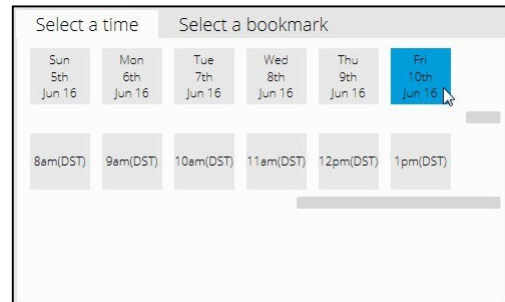 Select a time Select a bookmark
Sun Mon Tue Wed Thu Fri
5th 6th 7th 8th 9th 10th
Jun 16 Jun 16 Jun 16 Jun 16 Jun 16 Jun 16
8am(DST) 9am(DST) 10am(DST) 11am(DST) 12pm(DST) 1pm(DST)